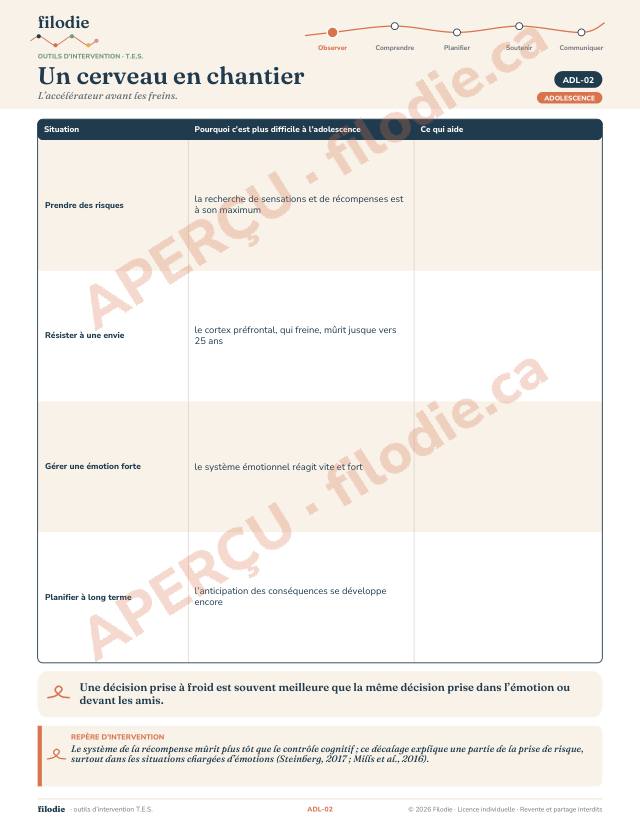 filodie
OUTILS D'INTERVENTION · T.E.S.
Observer Comprendre Planifier Soutenir Communiquer
Un cerveau en chantier
L'accélérateur avant les freins.
ADL-02
ADOLESCENCE
Situation Pourquoi c'est plus difficile à l'adolescence Ce qui aide
Prendre des risques
la recherche de sensations et de récompenses est
à son maximum
Résister à une envie
le cortex préfrontal, qui freine, mûrit jusque vers
25 ans
Gérer une émotion forte
le système émotionnel réagit vite et fort
Planifier à long terme
l'anticipation des conséquences se développe
encore
APERÇU · filodie.ca
APERÇU · filodie.ca
Une décision prise à froid est souvent meilleure que la même décision prise dans l'émotion ou
devant les amis.
REPÈRE D'INTERVENTION
Le système de la récompense mûrit plus tôt que le contrôle cognitif ; ce décalage explique une partie de la prise de risque,
surtout dans les situations chargées d'émotions (Steinberg, 2017 ; Mills et al., 2016).
filodie · outils d'intervention T.E.S. ADL-02 © 2026 Filodie · Licence individuelle · Revente et partage interdits